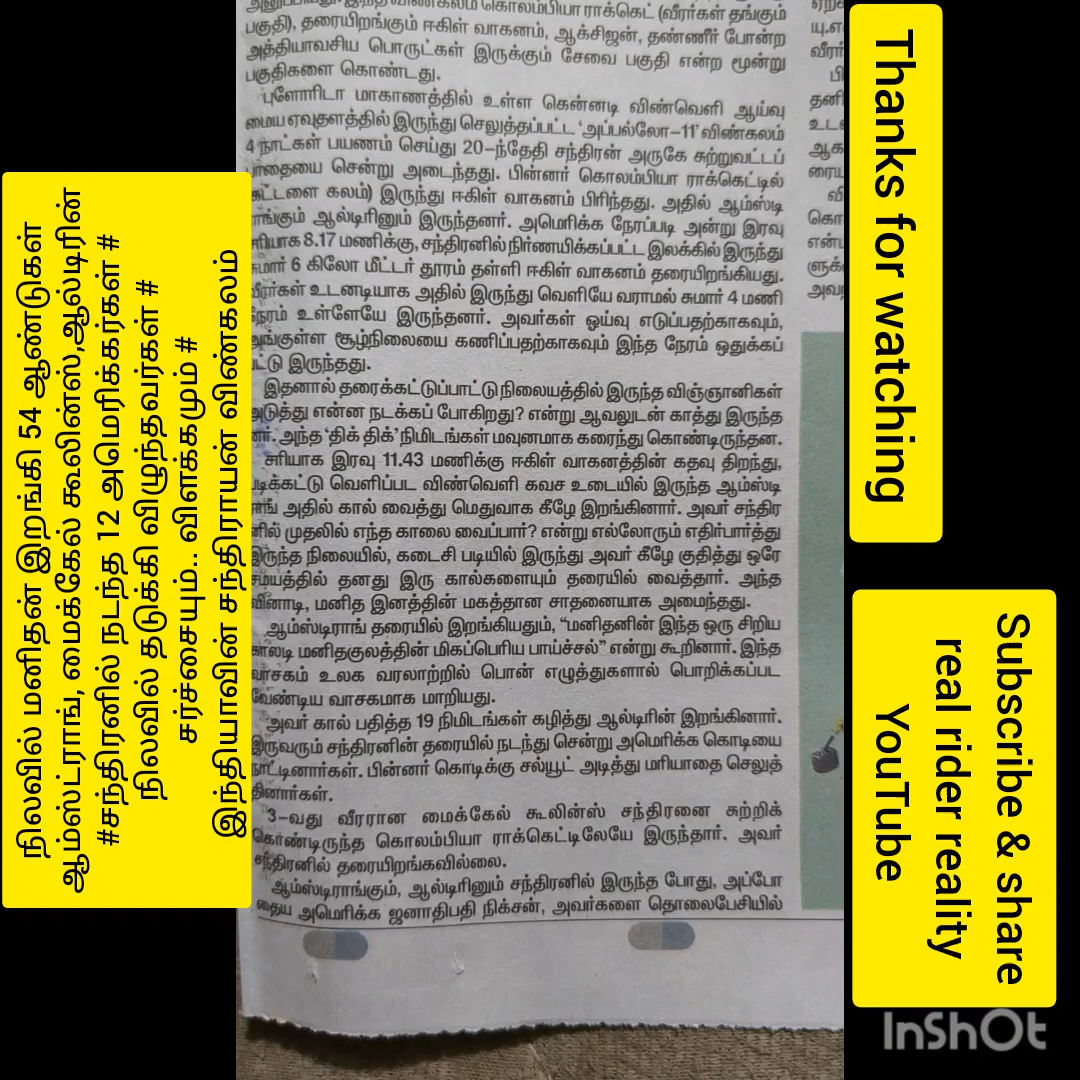 நிலவில் மனிதன் இறங்கி 54 ஆண்டுகள்
ஆம்ஸ்ட்ராங், மைக்கேல் கூலின்ஸ்,ஆல்டிரின்
#சந்திரனில் நடந்த 12 அமெரிக்கர்கள் #
நிலவில் தடுக்கி விழுந்தவர்கள் #
சர்ச்சையும்.. விளக்கமும் #
இந்தியாவின் சந்திராயன் விண்கலம்
விண்கலம் கொலம்பியா ராக்கெட் (வீரர்கள் தங்கும்
பகுதி), தரையிறங்கும் ஈகிள் வாகனம், ஆக்சிஜன், தண்ணீர் போன்ற
அத்தியாவசிய பொருட்கள் இருக்கும் சேவை பகுதி என்ற மூன்று
பகுதிகளை கொண்டது.
புளோரிடா மாகாணத்தில் உள்ள கென்னடி விண்வெளி ஆய்வு
மைய ஏவுதளத்தில் இருந்து செலுத்தப்பட்ட ‘அப்பல்லோ-11’ விண்கலம்
4 நாட்கள் பயணம் செய்து 20-ந்தேதி சந்திரன் அருகே சுற்றுவட்டப்
பாதையை சென்று அடைந்தது. பின்னர் கொலம்பியா ராக்கெட்டில்
கட்டளை கலம்) இருந்து ஈகிள் வாகனம் பிரிந்தது. அதில் ஆம்ஸ்டி
ராங்கும் ஆல்டிரினும் இருந்தனர். அமெரிக்க நேரப்படி அன்று இரவு
சரியாக 8.17 மணிக்கு, சந்திரனில் நிர்ணயிக்கப்பட்ட இலக்கில் இருந்து
சுமார் 6 கிலோ மீட்டர் தூரம் தள்ளி ஈகிள் வாகனம் தரையிறங்கியது.
வீரர்கள் உடனடியாக அதில் இருந்து வெளியே வராமல் சுமார் 4 மணி
நேரம் உள்ளேயே இருந்தனர். அவர்கள் ஓய்வு எடுப்பதற்காகவும்,
அங்குள்ள சூழ்நிலையை கணிப்பதற்காகவும் இந்த நேரம் ஒதுக்கப்
பட்டு இருந்தது.
இதனால் தரைக்கட்டுப்பாட்டு நிலையத்தில் இருந்த விஞ்ஞானிகள்
அடுத்து என்ன நடக்கப் போகிறது? என்று ஆவலுடன் காத்து இருந்த
னர். அந்த ‘திக் திக்’ நிமிடங்கள் மவுனமாக கரைந்து கொண்டிருந்தன.
சரியாக இரவு 11.43 மணிக்கு ஈகிள் வாகனத்தின் கதவு திறந்து,
படிக்கட்டு வெளிப்பட விண்வெளி கவச உடையில் இருந்த ஆம்ஸ்டி
ராங் அதில் கால் வைத்து மெதுவாக கீழே இறங்கினார். அவர் சந்திர
னில் முதலில் எந்த காலை வைப்பார்? என்று எல்லோரும் எதிர்பார்த்து
இருந்த நிலையில், கடைசி படியில் இருந்து அவர் கீழே குதித்து ஒரே
சமயத்தில் தனது இரு கால்களையும் தரையில் வைத்தார். அந்த
வினாடி, மனித இனத்தின் மகத்தான சாதனையாக அமைந்தது.
ஆம்ஸ்டிராங் தரையில் இறங்கியதும், “மனிதனின் இந்த ஒரு சிறிய
காலடி மனிதகுலத்தின் மிகப்பெரிய பாய்ச்சல்” என்று கூறினார். இந்த
வாசகம் உலக வரலாற்றில் பொன் எழுத்துகளால் பொறிக்கப்பட
வேண்டிய வாசகமாக மாறியது.
அவர் கால் பதித்த 19 நிமிடங்கள் கழித்து ஆல்டிரின் இறங்கினார்.
இருவரும் சந்திரனின் தரையில் நடந்து சென்று அமெரிக்க கொடியை
நாட்டினார்கள். பின்னர் கொடிக்கு சல்யூட் அடித்து மரியாதை செலுத்
தினார்கள்.
3-வது வீரரான மைக்கேல் கூலின்ஸ் சந்திரனை சுற்றிக்
கொண்டிருந்த கொலம்பியா ராக்கெட்டிலேயே இருந்தார். அவர்
சந்திரனில் தரையிறங்கவில்லை.
ஆம்ஸ்டிராங்கும், ஆல்டிரினும் சந்திரனில் இருந்த போது, அப்போ
தைய அமெரிக்க ஜனாதிபதி நிக்சன், அவர்களை தொலைபேசியில்
Thanks for watching
Subscribe & share
real rider reality
YouTube
InShOt